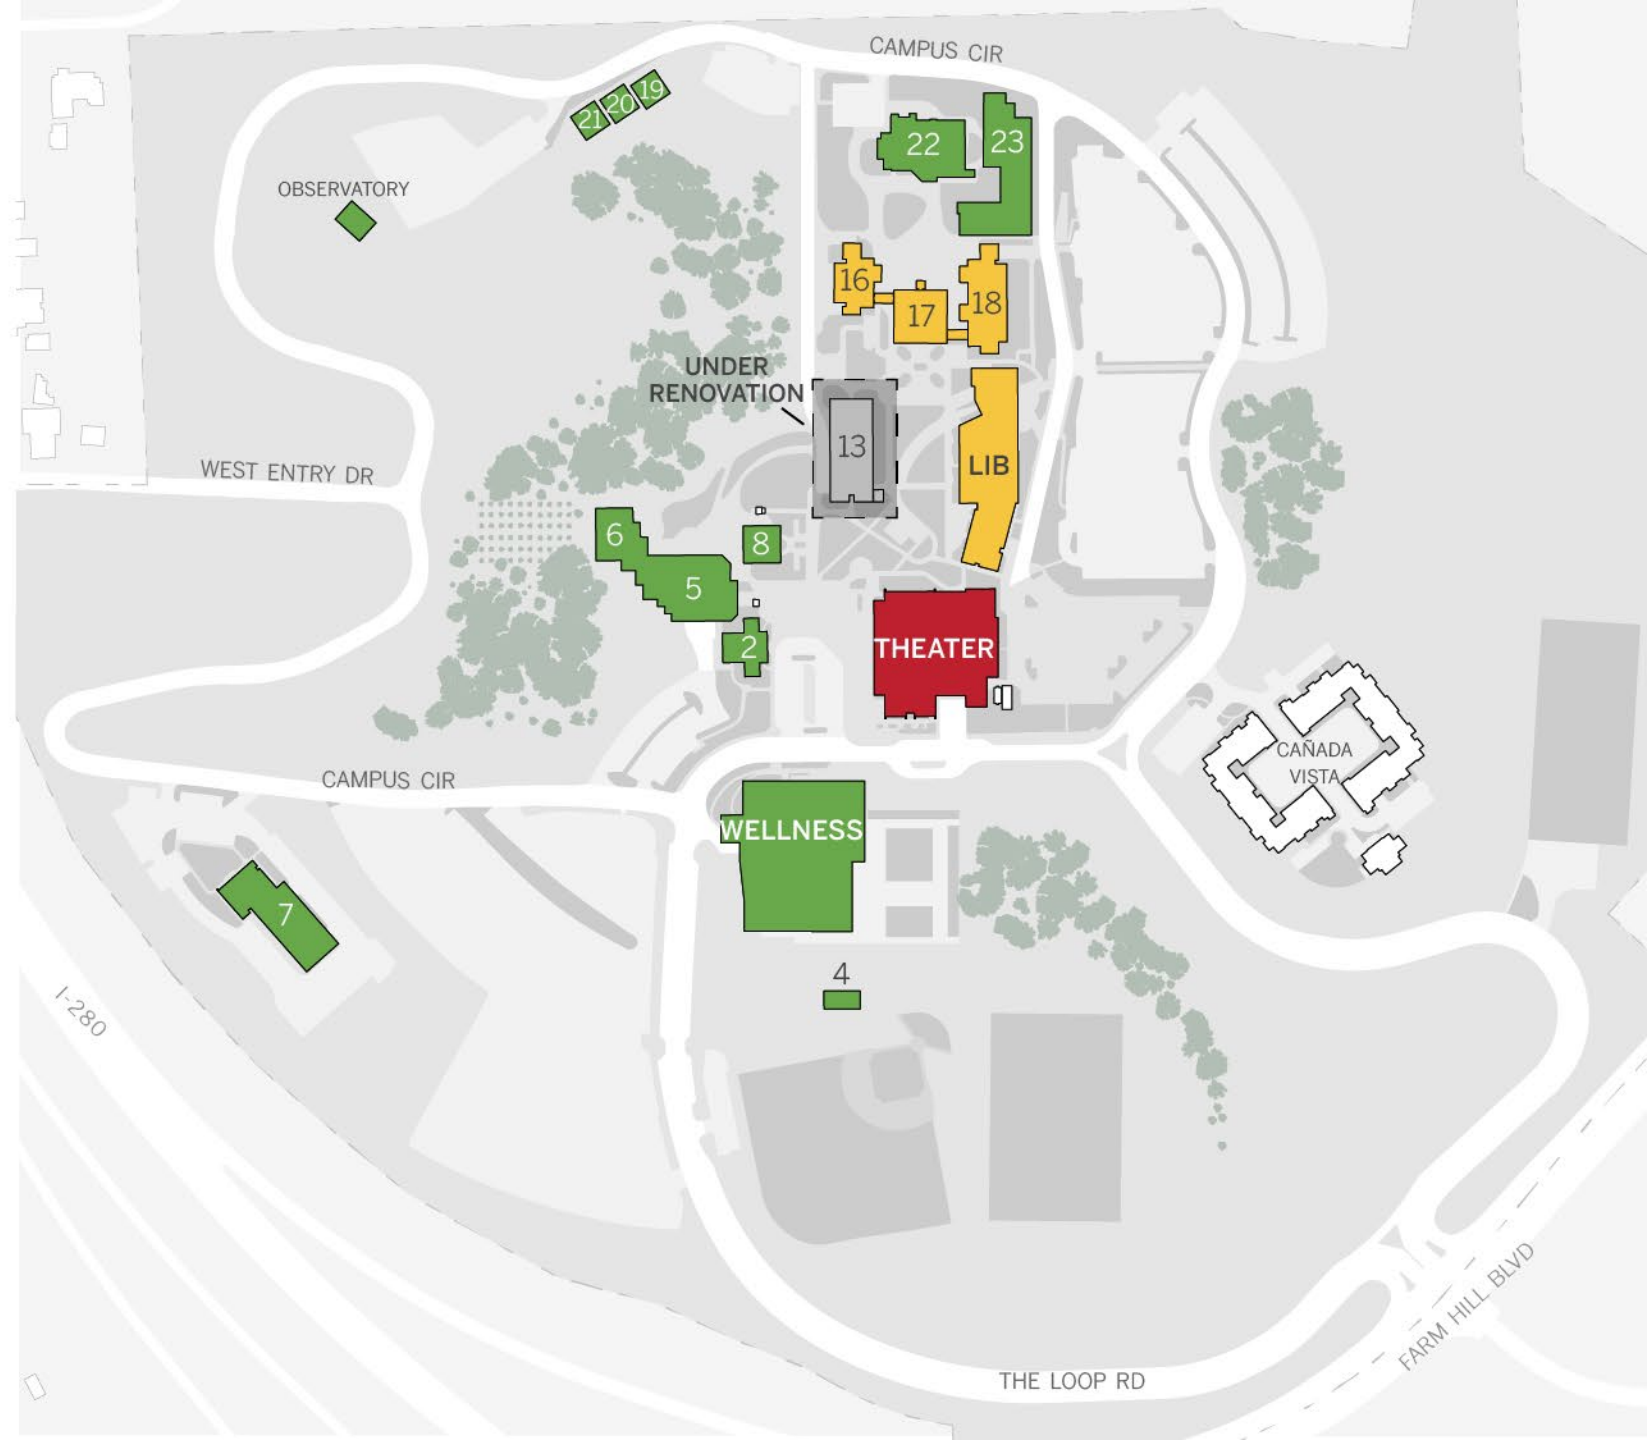 CAMPUS CIR
19
20
21
22
23
OBSERVATORY
16
17
18
UNDER
RENOVATION
13
LIB
WEST ENTRY DR
6
8
5
2
THEATER
CAÑADA
VISTA
CAMPUS CIR
WELLNESS
7
4
I-280
FARM HILL BLVD
THE LOOP RD